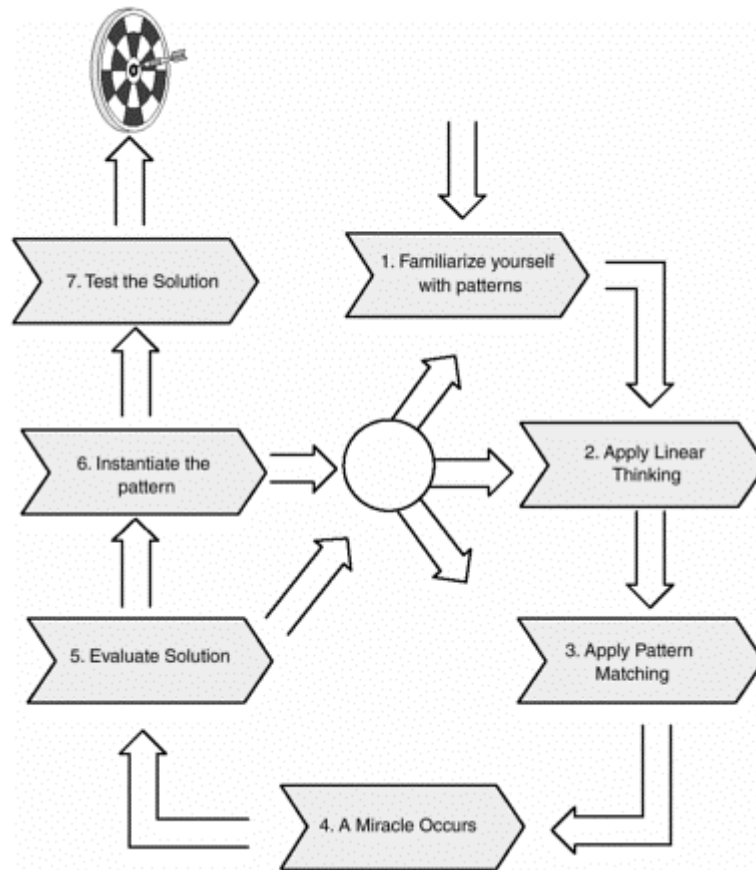 1. Familiarize yourself
with patterns
2. Apply Linear
Thinking
3. Apply Pattern
Matching
4. A Miracle Occurs
5. Evaluate Solution
6. Instantiate the
pattern
7. Test the Solution